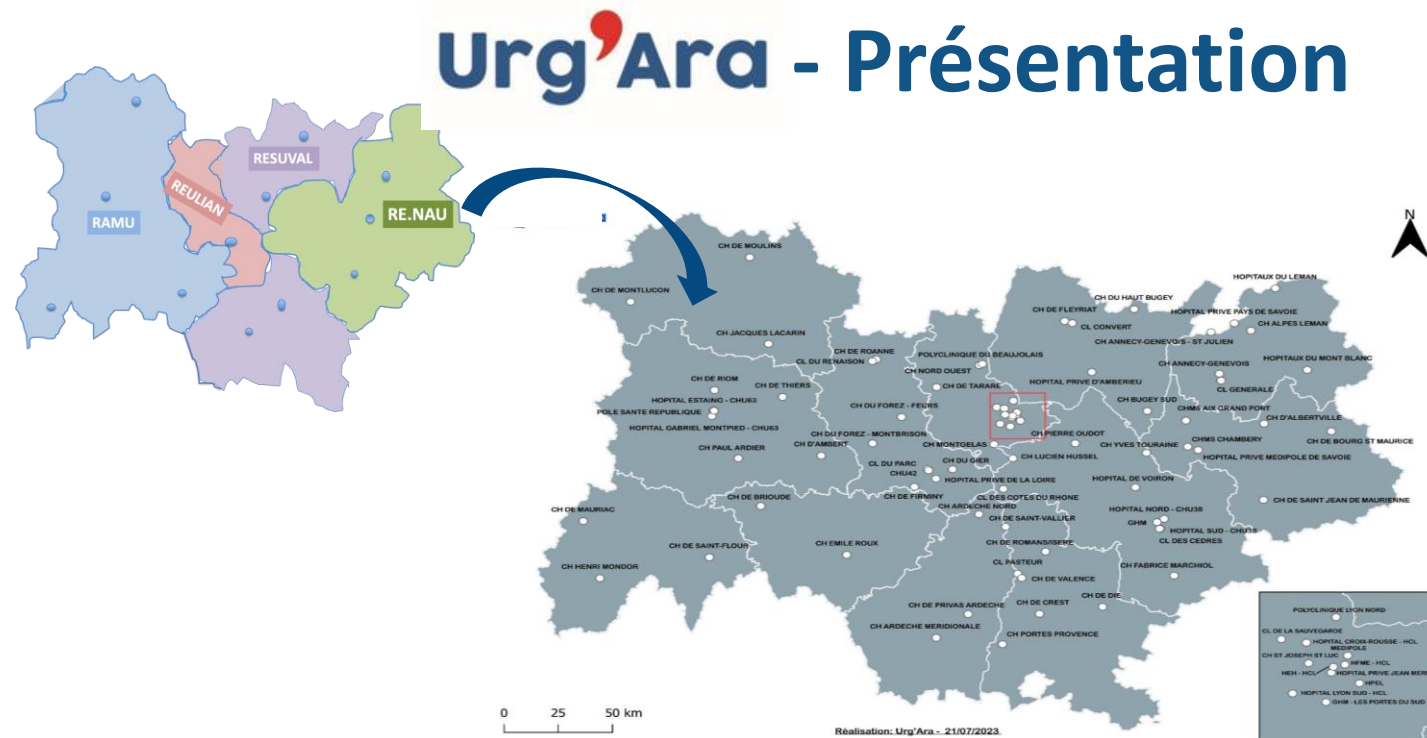 Urg'Ara - Présentation
RESUVAL
REULIAN
RAMU
RE.NAU
N
CH DE MOULINS
HOPITAUX DU LEMAN
CH DE MONTLUCON
CH DU HAUT BUGEY
CH DE FLEYRIAT
HOPITAL PRIVE PAYS DE SAVOIE
CL CONVERT
CH ALPES LEMAN
CH JACQUES LACARIN
CH ANNECY-GENEVOIS - ST JULIEN
CH DE ROANNE
POLYCLINIQUE DU BEAUJOLAIS
CL DU RENAISON
CH ANNECY-GENEVOIS
HOPITAUX DU MONT BLANC
CH NORD OUEST
CH DE RIOM
CH DE THIERS
CH DE TARARE
HOPITAL PRIVE D'AMBERIEU
CL GENERALE
HOPITAL ESTAING - CHU63
CH DU FOREZ - FEURS
CH BUGEY SUD
POLE SANTE REPUBLIQUE
CHMS AIX GRAND PONT
CH D'ALBERTVILLE
HOPITAL GABRIEL MONTPIED - CHU63
CH DU FOREZ - MONTBRISON
CH PIERRE OUDOT
CH D'AMBERT
CH MONTGELAS
CH YVES TOURAINE
CHMS CHAMBERY
CH DE BOURG ST MAURICE
CH PAUL ARDIER
CH LUCIEN HUSSEL
HOPITAL PRIVE MEDIPOLE DE SAVOIE
CL DU PARC
CH DU GIER
CHU42
HOPITAL PRIVE DE LA LOIRE
HOPITAL DE VOIRON
CH DE BRIOUDE
CH DE FIRMINY
CL DES COTES DU RHONE
CH DE SAINT JEAN DE MAURIENNE
CH DE MAURIAC
CH ARDECHE NORD
HOPITAL NORD - CHU38
CH DE SAINT-VALLIER
GHM
HOPITAL SUD - CHU38
CH DE SAINT-FLOUR
CH EMILE ROUX
CH DE ROMANS/ISERE
CL DES CEDRES
CL PASTEUR
CH HENRI MONDOR
CH DE VALENCE
CH FABRICE MARCHIOL
CH DE DIE
CH DE PRIVAS ARDECHE
CH DE CREST
CH ARDECHE MERIDIONALE
CH PORTES PROVENCE
POLYCLINIQUE LYON NORD
CL DE LA SAUVEGARDE
HOPITAL CROIX-ROUSSE - HCL
MEDIPOLE
CH ST JOSEPH ST LUC
HFME - HCL
HEH - HCL
HOPITAL PRIVE JEAN MER
HPEL
HOPITAL LYON SUD - HCL
GHM - LES PORTES DU SUD
0 25 50 km
Réalisation: Urg'Ara - 21/07/2023